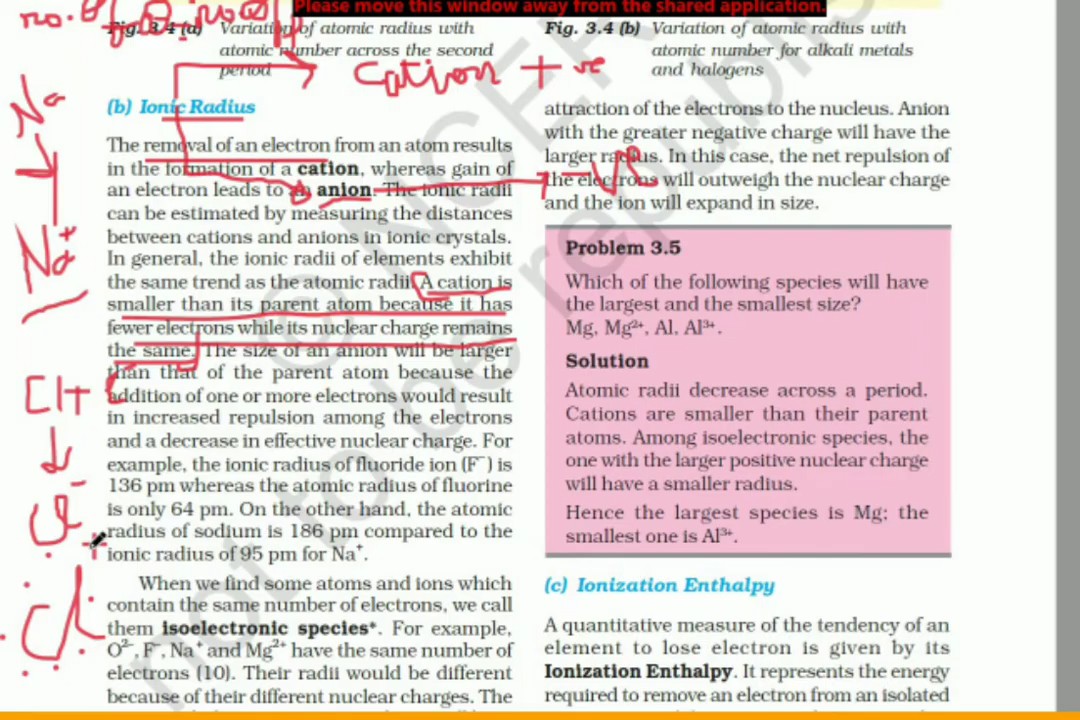 Please move this window away from the shared application.
no. of
Fig. 3.4 (a) Variation of atomic radius with
atomic number across the second
period
Cation + ve
Na
Na+
Cl +
Cl-
Cl
- ve
(b) Ionic Radius
The removal of an electron from an atom results
in the formation of a cation, whereas gain of
an electron leads to an anion. The ionic radii
can be estimated by measuring the distances
between cations and anions in ionic crystals.
In general, the ionic radii of elements exhibit
the same trend as the atomic radii. A cation is
smaller than its parent atom because it has
fewer electrons while its nuclear charge remains
the same. The size of an anion will be larger
than that of the parent atom because the
addition of one or more electrons would result
in increased repulsion among the electrons
and a decrease in effective nuclear charge. For
example, the ionic radius of fluoride ion (F⁻) is
136 pm whereas the atomic radius of fluorine
is only 64 pm. On the other hand, the atomic
radius of sodium is 186 pm compared to the
ionic radius of 95 pm for Na⁺.
When we find some atoms and ions which
contain the same number of electrons, we call
them isoelectronic species*. For example,
O²⁻, F⁻, Na⁺ and Mg²⁺ have the same number of
electrons (10). Their radii would be different
because of their different nuclear charges. The
Fig. 3.4 (b) Variation of atomic radius with
atomic number for alkali metals
and halogens
attraction of the electrons to the nucleus. Anion
with the greater negative charge will have the
larger radius. In this case, the net repulsion of
the electrons will outweigh the nuclear charge
and the ion will expand in size.
Problem 3.5
Which of the following species will have
the largest and the smallest size?
Mg, Mg²⁺, Al, Al³⁺.
Solution
Atomic radii decrease across a period.
Cations are smaller than their parent
atoms. Among isoelectronic species, the
one with the larger positive nuclear charge
will have a smaller radius.
Hence the largest species is Mg; the
smallest one is Al³⁺.
(c) Ionization Enthalpy
A quantitative measure of the tendency of an
element to lose electron is given by its
Ionization Enthalpy. It represents the energy
required to remove an electron from an isolated
© NCER
not to be republi